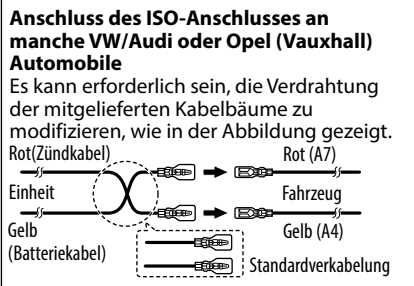 Anschluss des ISO-Anschlusses an
manche VW/Audi oder Opel (Vauxhall)
Automobile
Es kann erforderlich sein, die Verdrahtung
der mitgelieferten Kabelbäume zu
modifizieren, wie in der Abbildung gezeigt.
Rot(Zündkabel)
Rot (A7)
Einheit
Fahrzeug
Gelb
(Batteriekabel)
Gelb (A4)
Standardverkabelung